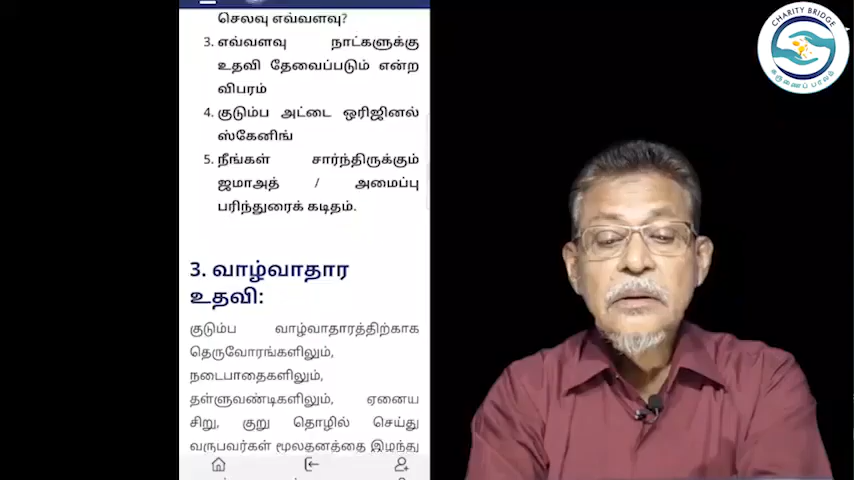 செலவு எவ்வளவு?
3. எவ்வளவு நாட்களுக்கு
உதவி தேவைப்படும் என்ற
விபரம்
4. குடும்ப அட்டை ஒரிஜினல்
ஸ்கேனிங்
5. நீங்கள் சார்ந்திருக்கும்
ஜமாஅத் / அமைப்பு
பரிந்துரைக் கடிதம்.
3. வாழ்வாதார
உதவி:
குடும்ப வாழ்வாதாரத்திற்காக
தெருவோரங்களிலும்,
நடைபாதைகளிலும்,
தள்ளுவண்டிகளிலும், ஏனைய
சிறு, குறு தொழில் செய்து
வருபவர்கள் மூலதனத்தை இழந்து
CHARITY BRIDGE
கருணைப் பாலம்